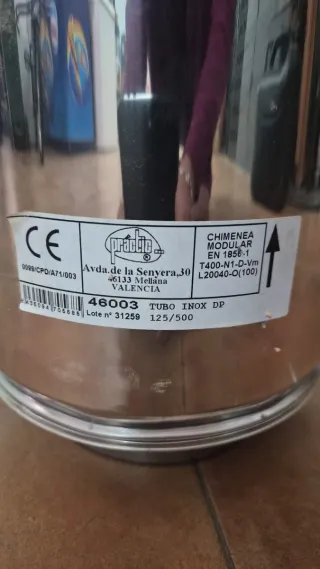 CE
0099/CPD/A71/003
practic
®
Avda.de la Senyera,30
46133 Meliana
VALENCIA
CHIMENEA
MODULAR
EN 1856-1
T400-N1-D-Vm
L20040-O(100)
46003
Lote nº 31259
TUBO INOX DP
125/500